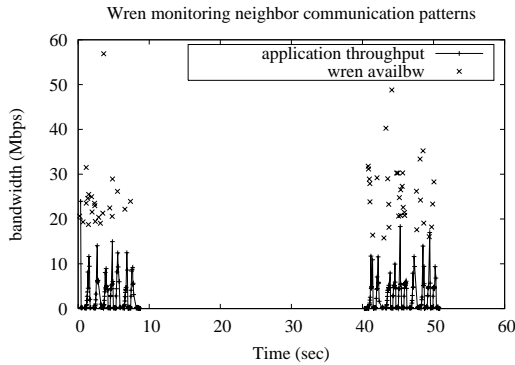 Wren monitoring neighbor communication patterns
60
50
40
30
20
10
0
bandwidth (Mbps)
application throughput
wren availbw
0 10 20 30 40 50 60
Time (sec)